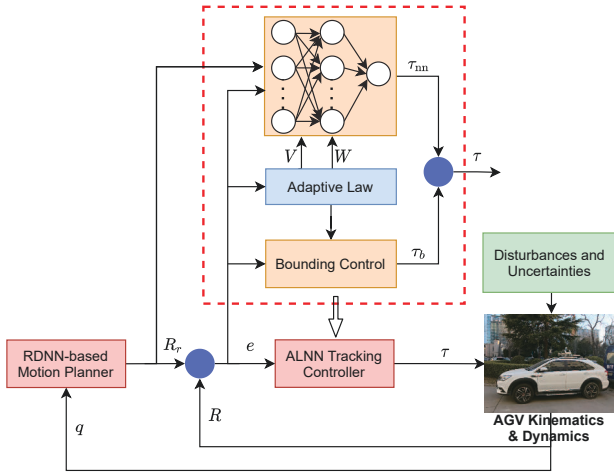 τnn
V
W
τ
Adaptive Law
Bounding Control
τb
Disturbances and
Uncertainties
RDNN-based
Motion Planner
Rr
e
ALNN Tracking
Controller
τ
q
R
AGV Kinematics
& Dynamics